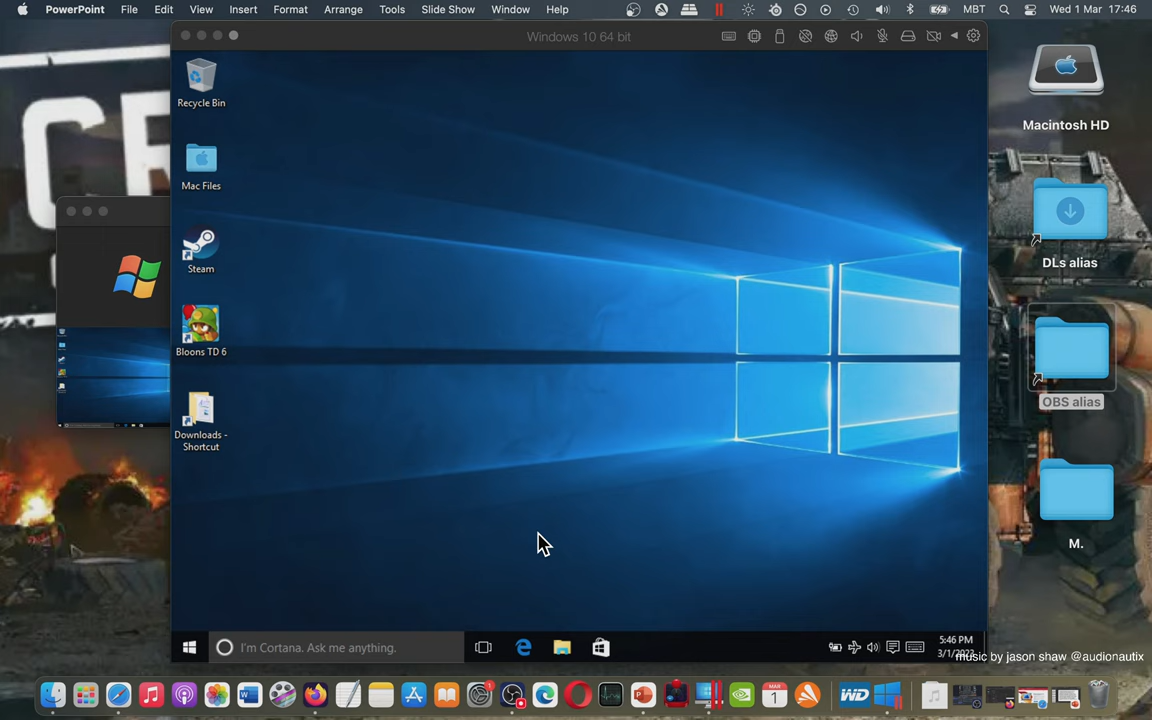 PowerPoint File Edit View Insert Format Arrange Tools Slide Show Window Help MBT Wed 1 Mar 17:46
Windows 10 64 bit
Recycle Bin
Mac Files
Steam
Bloons TD 6
Downloads -
Shortcut
Macintosh HD
DLs alias
OBS alias
M.
I'm Cortana. Ask me anything.
5:46 PM
music by jason shaw @audionautix